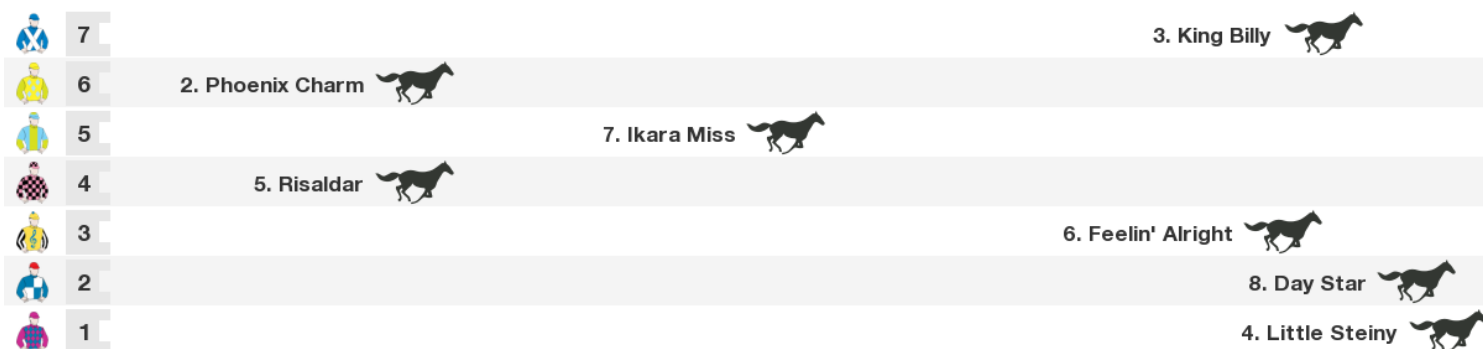 7 3. King Billy
6 2. Phoenix Charm
5 7. Ikara Miss
4 5. Risaldar
3 6. Feelin' Alright
2 8. Day Star
1 4. Little Steiny